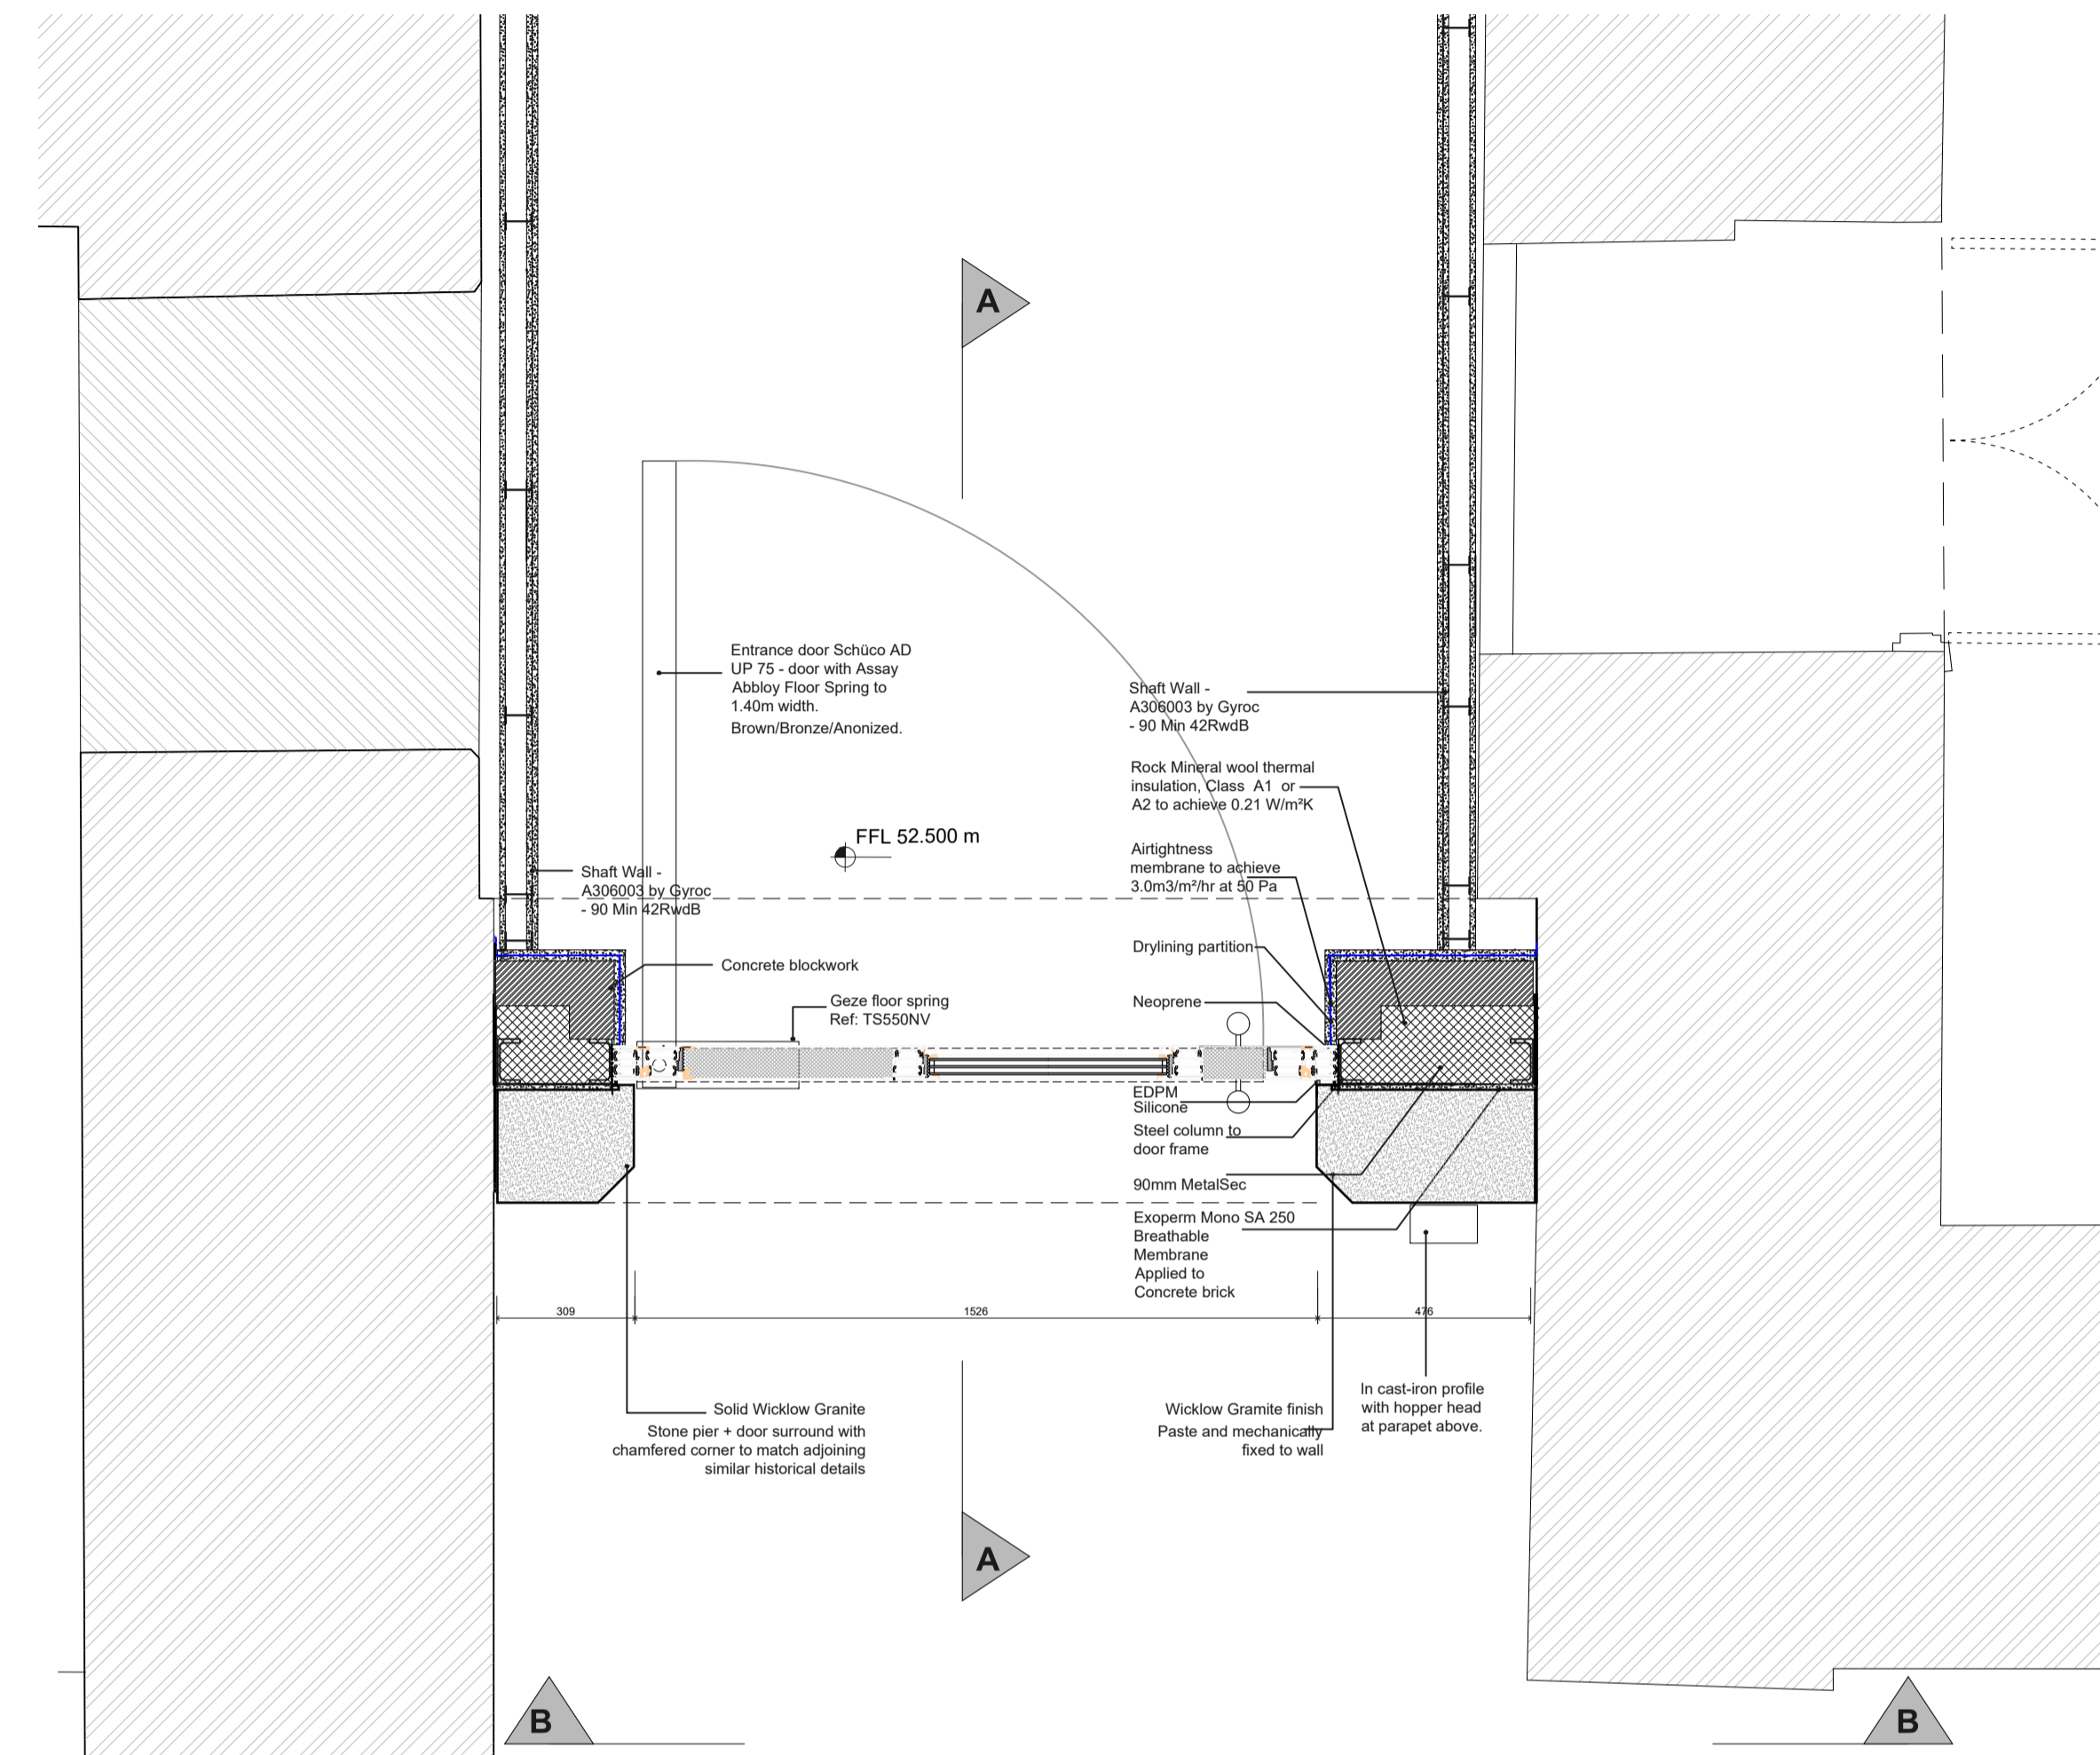 A
Entrance door Schüco AD
UP 75 - door with Assay
Abbloy Floor Spring to
1.40m width.
Brown/Bronze/Anonized.
Shaft Wall -
A306003 by Gyroc
- 90 Min 42RwdB
Rock Mineral wool thermal
insulation, Class A1 or
A2 to achieve 0.21 W/m²K
FFL 52.500 m
Airtightness
membrane to achieve
3.0m3/m²/hr at 50 Pa
Shaft Wall -
A306003 by Gyroc
- 90 Min 42RwdB
Drylining partition
Concrete blockwork
Geze floor spring
Ref: TS550NV
Neoprene
EDPM
Silicone
Steel column to
door frame
90mm MetalSec
Exoperm Mono SA 250
Breathable
Membrane
Applied to
Concrete brick
309
1526
476
Solid Wicklow Granite
Stone pier + door surround with
chamfered corner to match adjoining
similar historical details
Wicklow Gramite finish
Paste and mechanically
fixed to wall
In cast-iron profile
with hopper head
at parapet above.
A
B
B